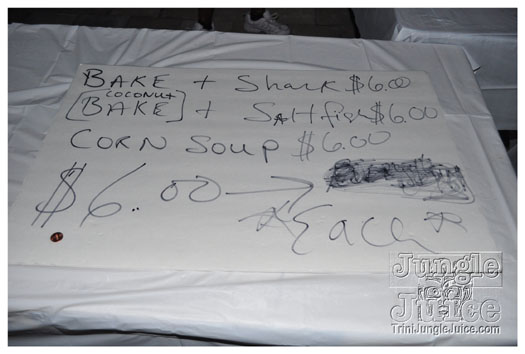 BAKE + Shark $6.00
[COCONUT BAKE] + SAltfish $6.00
CORN SOUP $6.00
$6.00 →
*Each*
Jungle
Juice
TriniJungleJuice.com